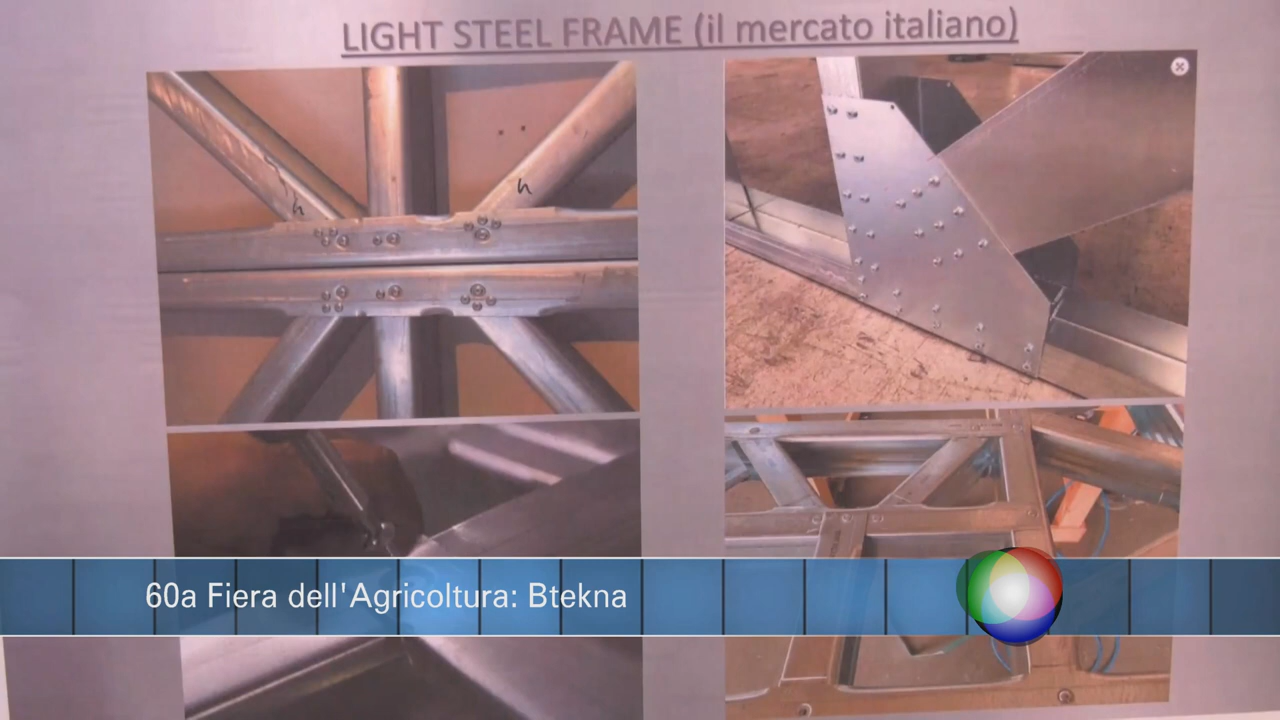 LIGHT STEEL FRAME (il mercato italiano)
h
h
60a Fiera dell'Agricoltura: Btekna